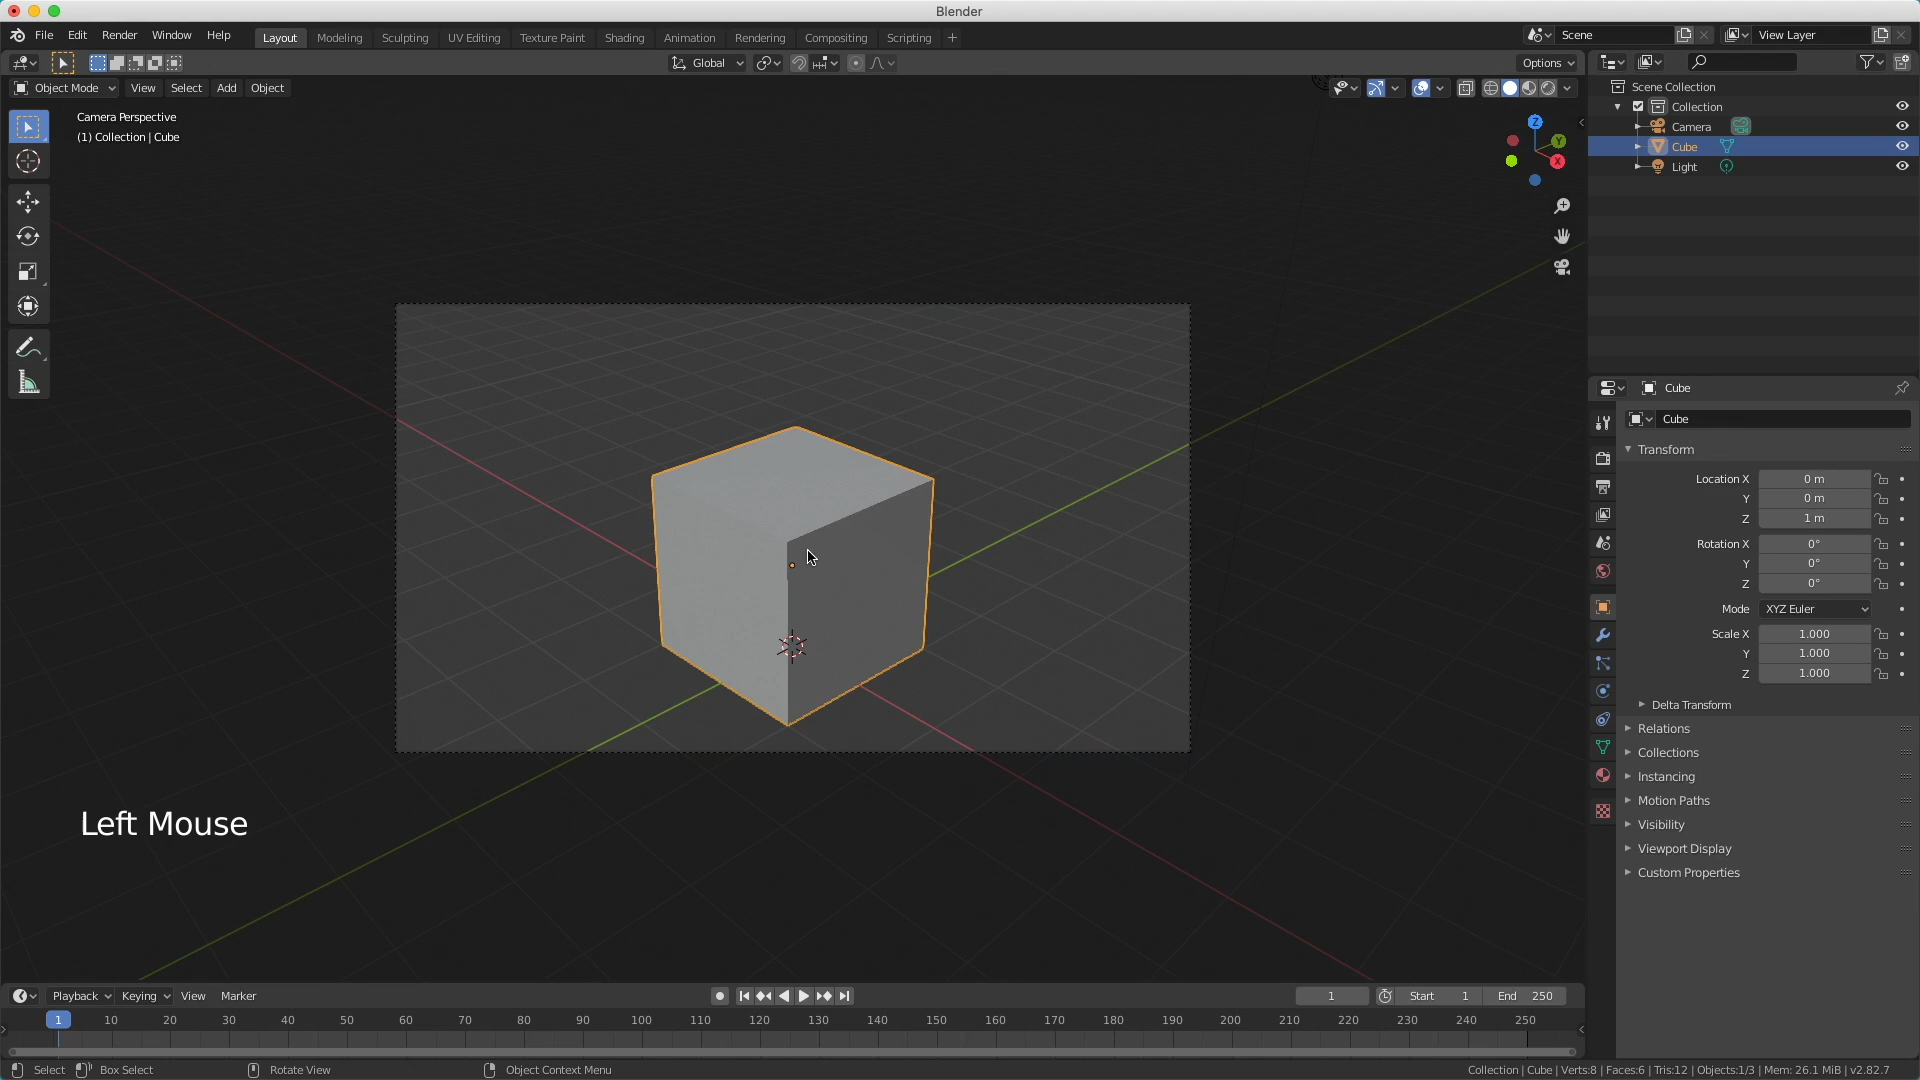 Blender
File Edit Render Window Help Layout Modeling Sculpting UV Editing Texture Paint Shading Animation Rendering Compositing Scripting + Scene View Layer
Global Options
Object Mode View Select Add Object
Camera Perspective
(1) Collection | Cube
Z
Y
X
Scene Collection
Collection
Camera
Cube
Light
Cube
Cube
Transform
Location X 0 m
Y 0 m
Z 1 m
Rotation X 0°
Y 0°
Z 0°
Mode XYZ Euler
Scale X 1.000
Y 1.000
Z 1.000
Delta Transform
Relations
Collections
Instancing
Motion Paths
Visibility
Viewport Display
Custom Properties
Left Mouse
Playback Keying View Marker 1 Start 1 End 250
1 10 20 30 40 50 60 70 80 90 100 110 120 130 140 150 160 170 180 190 200 210 220 230 240 250
Select Box Select Rotate View Object Context Menu Collection | Cube | Verts:8 | Faces:6 | Tris:12 | Objects:1/3 | Mem: 26.1 MiB | v2.82.7